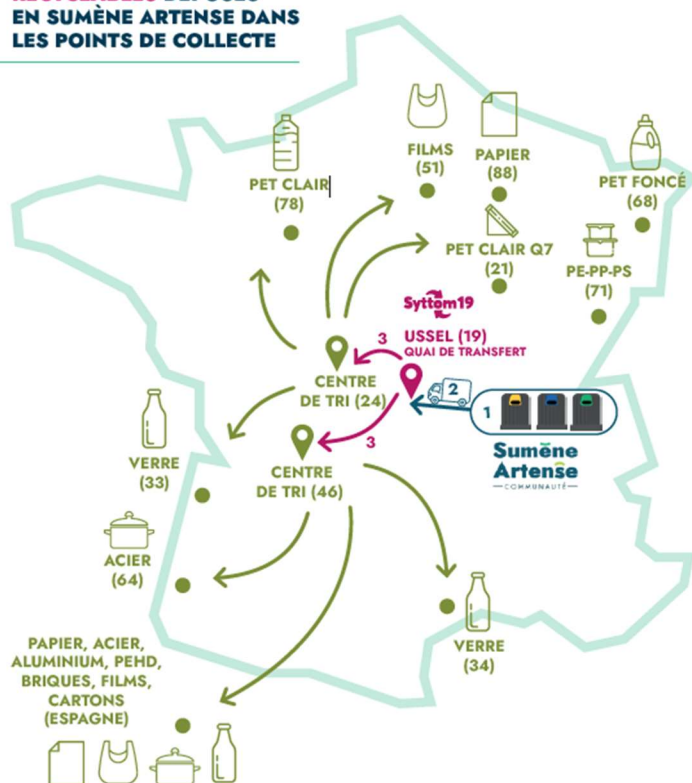 RECYCLABLES DÉPOSÉS
EN SUMÈNE ARTENSE DANS
LES POINTS DE COLLECTE
PET CLAIR
(78)
FILMS
(51)
PAPIER
(88)
PET FONCÉ
(68)
PET CLAIR Q7
(21)
PE-PP-PS
(71)
Syttom19
3
USSEL (19)
QUAI DE TRANSFERT
CENTRE
DE TRI (24)
2
1
3
Sumène
Artense
COMMUNAUTÉ
CENTRE
DE TRI (46)
VERRE
(33)
ACIER
(64)
VERRE
(34)
PAPIER, ACIER,
ALUMINIUM, PEHD,
BRIQUES, FILMS,
CARTONS
(ESPAGNE)